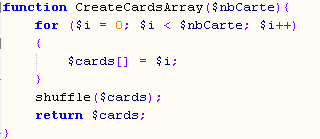 function CreateCardsArray($nbCarte){
for ($i = 0; $i < $nbCarte; $i++)
{
$cards[] = $i;
}
shuffle($cards);
return $cards;
}